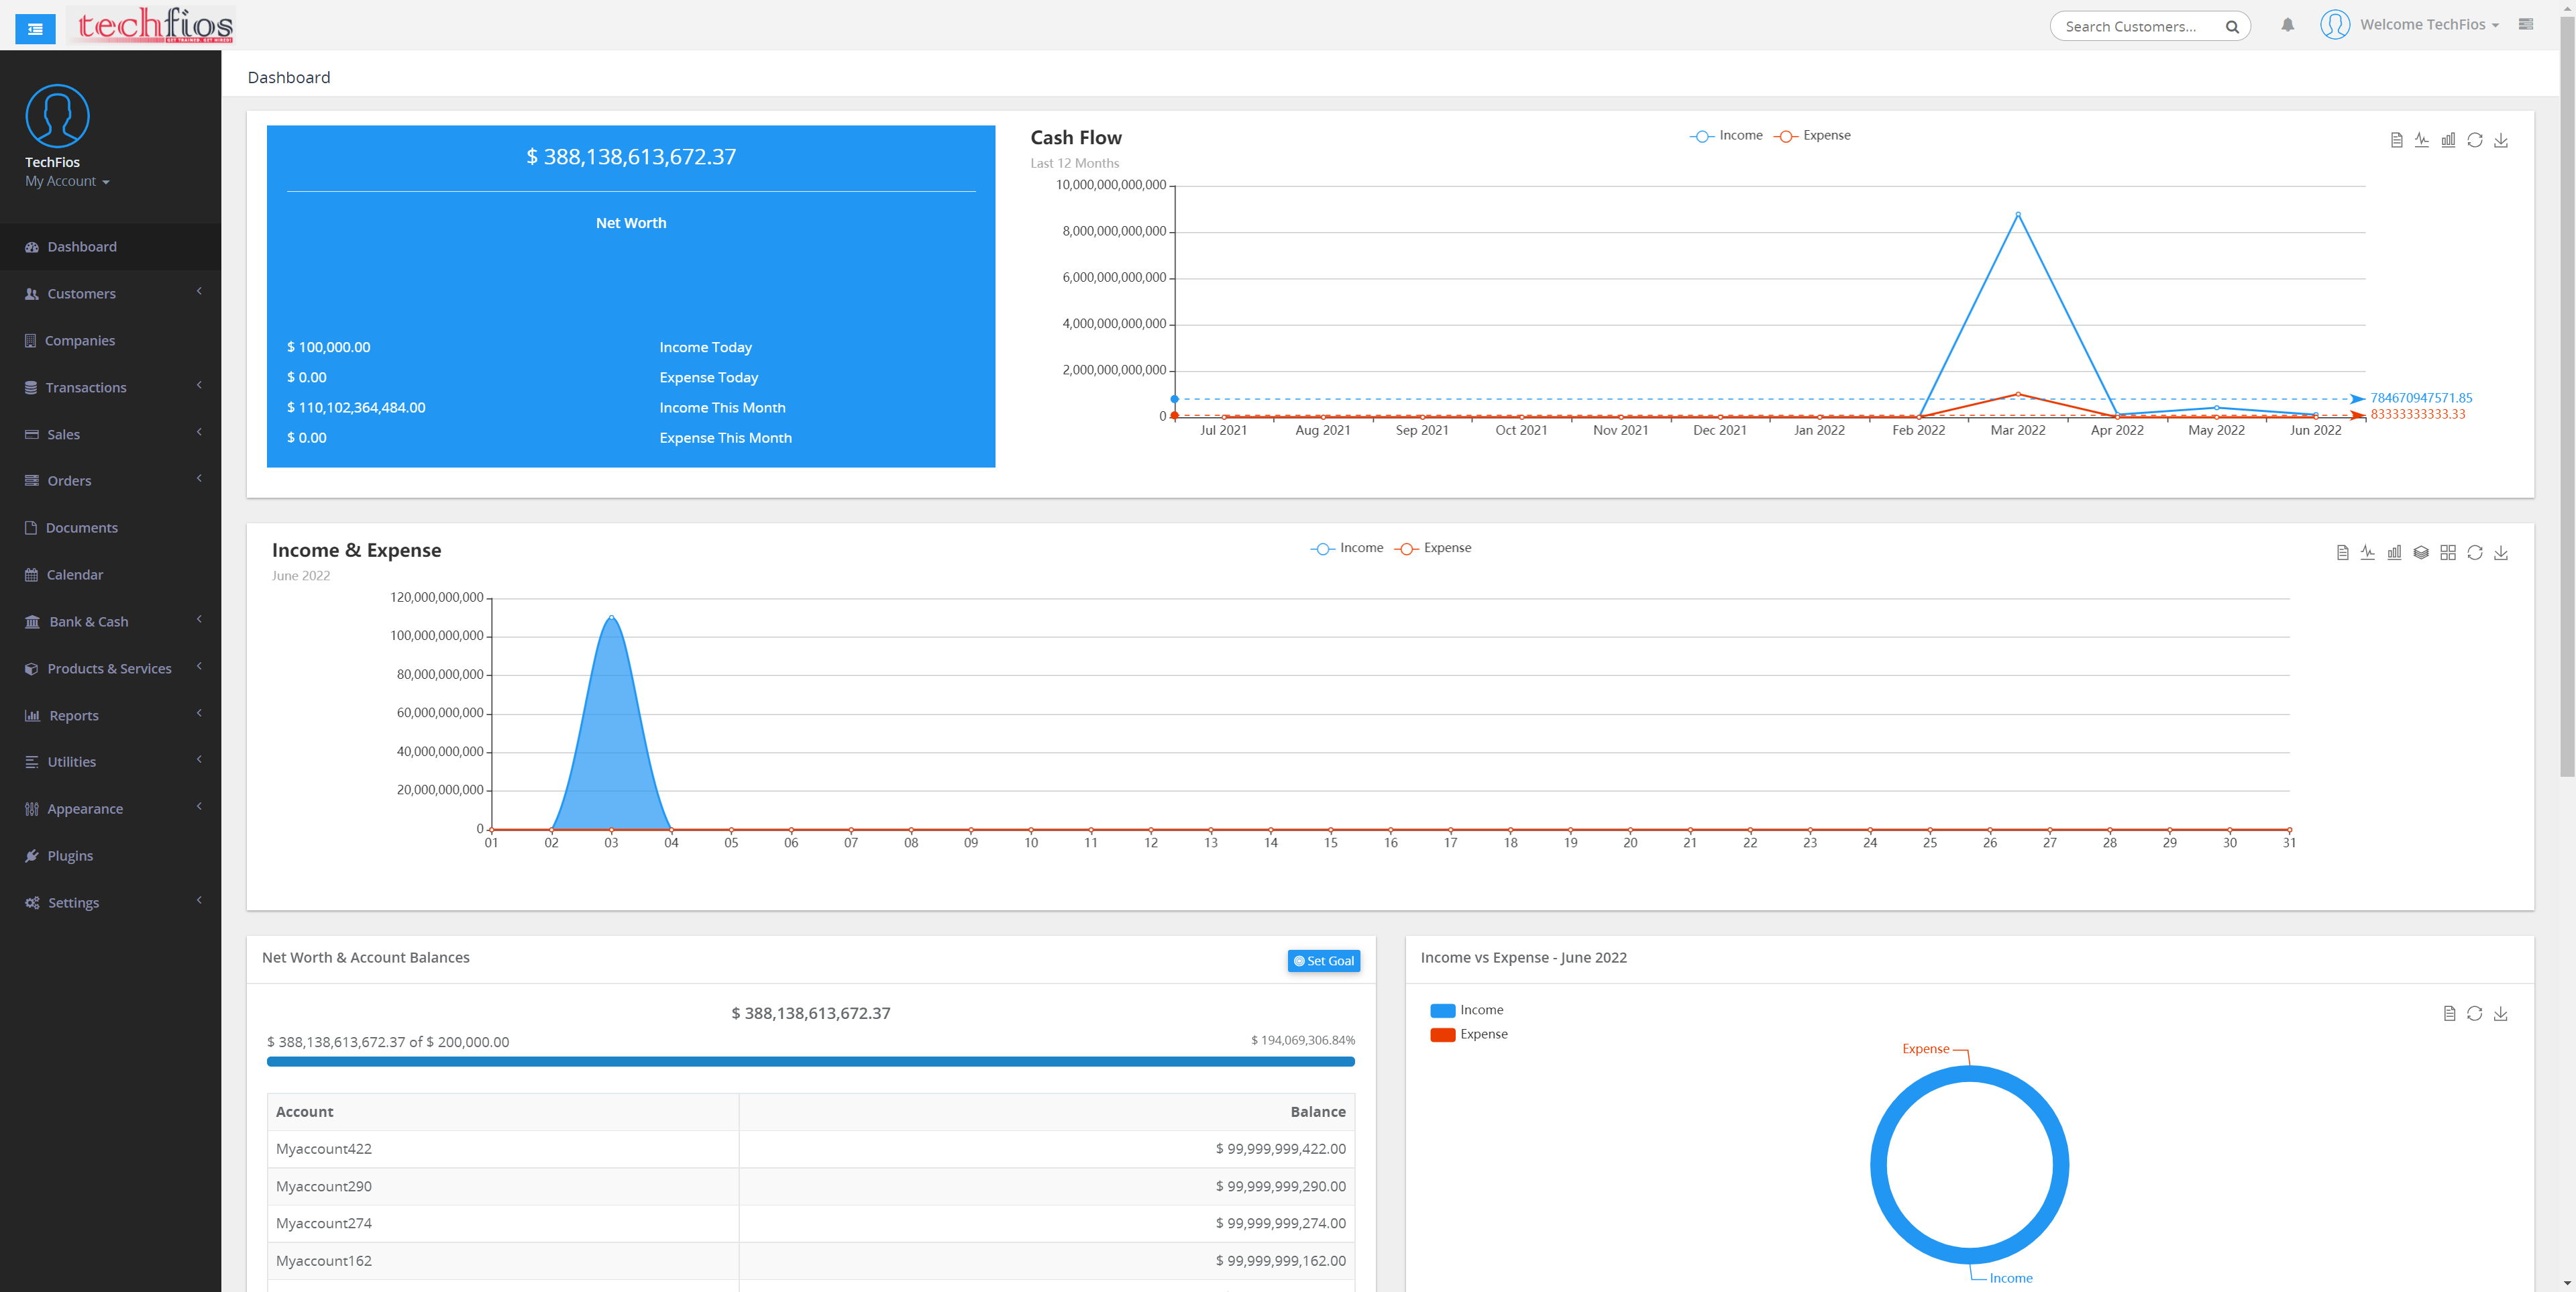 techfios
GET TRAINED. GET HIRED!
Search Customers...
Welcome TechFios
TechFios
My Account
Dashboard
Customers
Companies
Transactions
Sales
Orders
Documents
Calendar
Bank & Cash
Products & Services
Reports
Utilities
Appearance
Plugins
Settings
Dashboard
$ 388,138,613,672.37
Net Worth
$ 100,000.00 Income Today
$ 0.00 Expense Today
$ 110,102,364,484.00 Income This Month
$ 0.00 Expense This Month
Cash Flow
Last 12 Months
Income Expense
10,000,000,000,000
8,000,000,000,000
6,000,000,000,000
4,000,000,000,000
2,000,000,000,000
0
784670947571.85
83333333333.33
Jul 2021 Aug 2021 Sep 2021 Oct 2021 Nov 2021 Dec 2021 Jan 2022 Feb 2022 Mar 2022 Apr 2022 May 2022 Jun 2022
Income & Expense
June 2022
Income Expense
120,000,000,000
100,000,000,000
80,000,000,000
60,000,000,000
40,000,000,000
20,000,000,000
0
01 02 03 04 05 06 07 08 09 10 11 12 13 14 15 16 17 18 19 20 21 22 23 24 25 26 27 28 29 30 31
Net Worth & Account Balances
Set Goal
$ 388,138,613,672.37
$ 388,138,613,672.37 of $ 200,000.00 $ 194,069,306.84%
Account Balance
Myaccount422 $ 99,999,999,422.00
Myaccount290 $ 99,999,999,290.00
Myaccount274 $ 99,999,999,274.00
Myaccount162 $ 99,999,999,162.00
Income vs Expense - June 2022
Income
Expense
Expense
Income